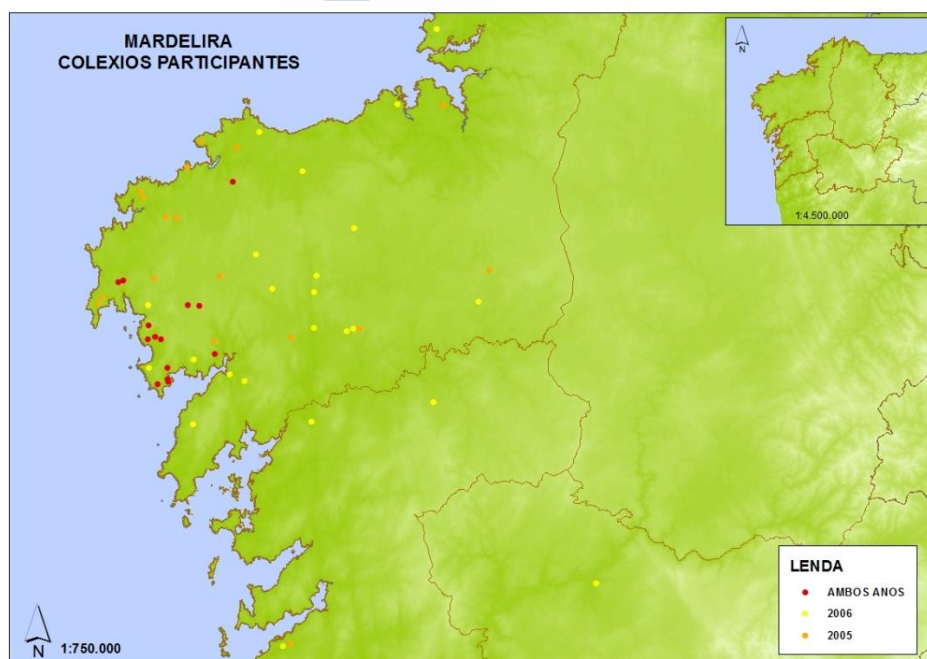 MARDELIRA
COLEXIOS PARTICIPANTES
N
1:4.500.000
LENDA
AMBOS ANOS
2006
2005
N
1:750.000